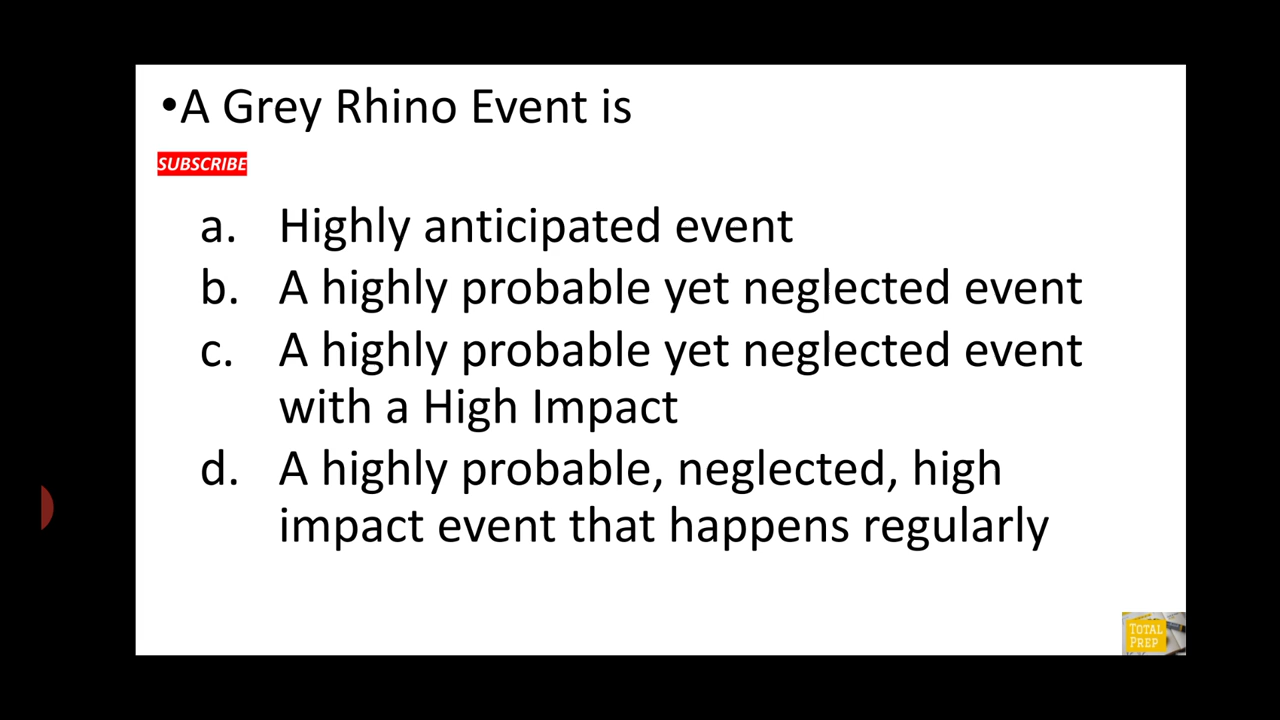 •A Grey Rhino Event is
SUBSCRIBE
a. Highly anticipated event
b. A highly probable yet neglected event
c. A highly probable yet neglected event
with a High Impact
d. A highly probable, neglected, high
impact event that happens regularly
TOTAL
PREP